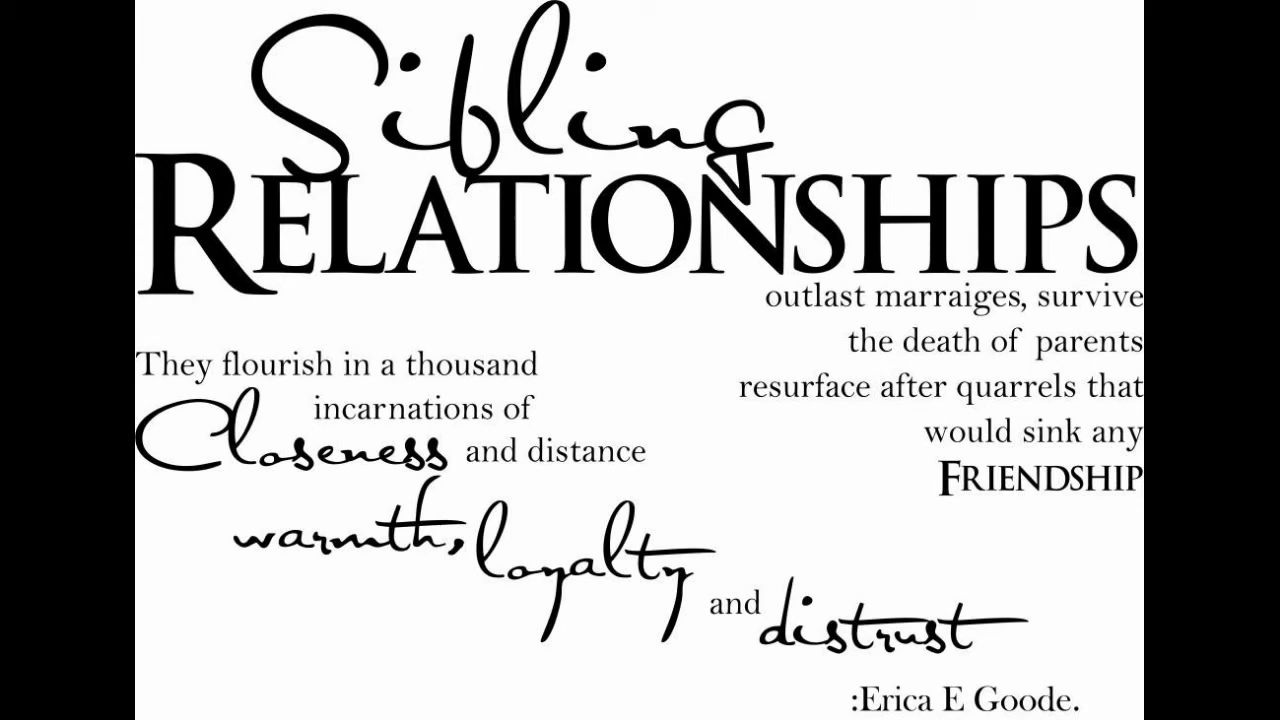 Sibling
RELATIONSHIPS
outlast marraiges, survive
the death of parents
resurface after quarrels that
would sink any
FRIENDSHIP
They flourish in a thousand
incarnations of
Closeness and distance
warmth, loyalty
and distrust
:Erica E Goode.